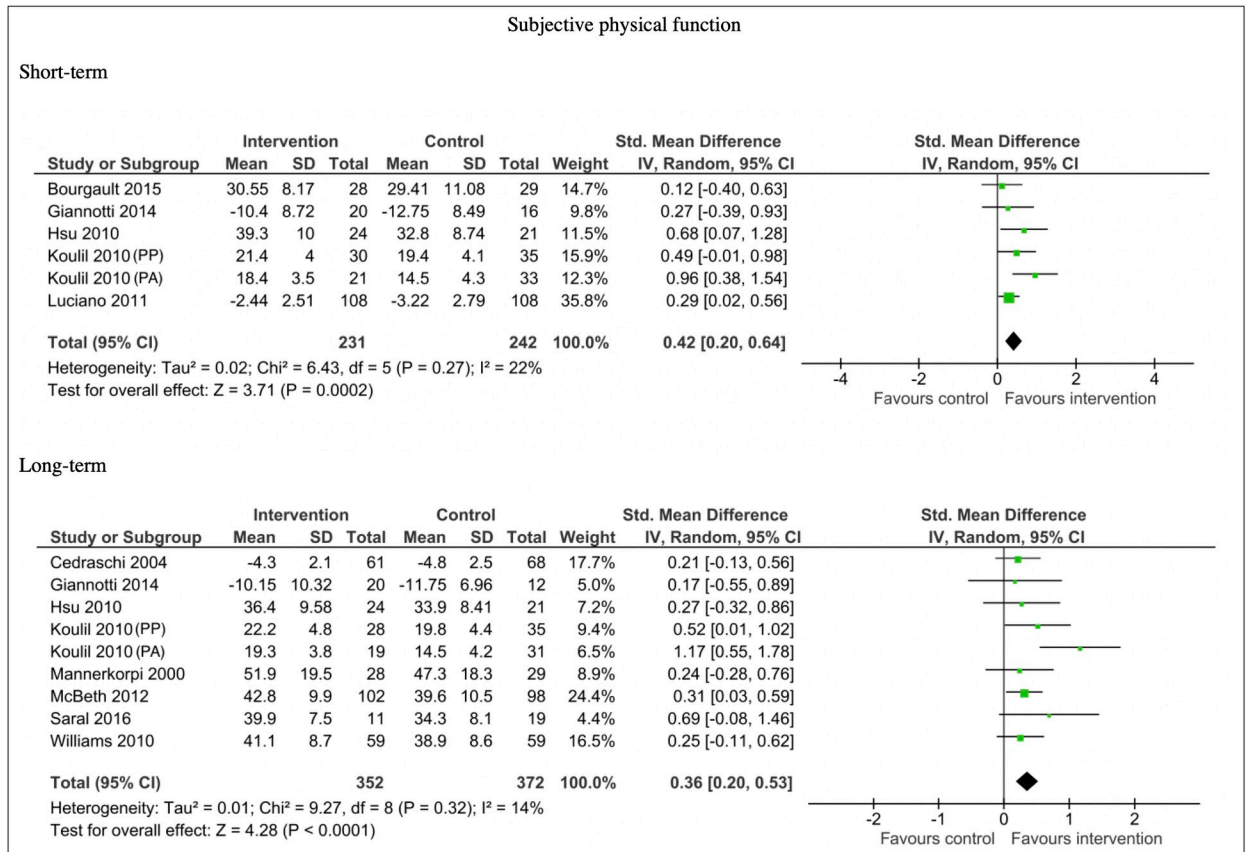 Subjective physical function
Short-term
Intervention Control Std. Mean Difference Std. Mean Difference
Study or Subgroup Mean SD Total Mean SD Total Weight IV, Random, 95% CI IV, Random, 95% CI
Bourgault 2015 30.55 8.17 28 29.41 11.08 29 14.7% 0.12 [-0.40, 0.63]
Giannotti 2014 -10.4 8.72 20 -12.75 8.49 16 9.8% 0.27 [-0.39, 0.93]
Hsu 2010 39.3 10 24 32.8 8.74 21 11.5% 0.68 [0.07, 1.28]
Koulil 2010 (PP) 21.4 4 30 19.4 4.1 35 15.9% 0.49 [-0.01, 0.98]
Koulil 2010 (PA) 18.4 3.5 21 14.5 4.3 33 12.3% 0.96 [0.38, 1.54]
Luciano 2011 -2.44 2.51 108 -3.22 2.79 108 35.8% 0.29 [0.02, 0.56]
Total (95% CI) 231 242 100.0% 0.42 [0.20, 0.64]
Heterogeneity: Tau² = 0.02; Chi² = 6.43, df = 5 (P = 0.27); I² = 22%
Test for overall effect: Z = 3.71 (P = 0.0002)
-4 -2 0 2 4
Favours control Favours intervention
Long-term
Intervention Control Std. Mean Difference Std. Mean Difference
Study or Subgroup Mean SD Total Mean SD Total Weight IV, Random, 95% CI IV, Random, 95% CI
Cedraschi 2004 -4.3 2.1 61 -4.8 2.5 68 17.7% 0.21 [-0.13, 0.56]
Giannotti 2014 -10.15 10.32 20 -11.75 6.96 12 5.0% 0.17 [-0.55, 0.89]
Hsu 2010 36.4 9.58 24 33.9 8.41 21 7.2% 0.27 [-0.32, 0.86]
Koulil 2010 (PP) 22.2 4.8 28 19.8 4.4 35 9.4% 0.52 [0.01, 1.02]
Koulil 2010 (PA) 19.3 3.8 19 14.5 4.2 31 6.5% 1.17 [0.55, 1.78]
Mannerkorpi 2000 51.9 19.5 28 47.3 18.3 29 8.9% 0.24 [-0.28, 0.76]
McBeth 2012 42.8 9.9 102 39.6 10.5 98 24.4% 0.31 [0.03, 0.59]
Saral 2016 39.9 7.5 11 34.3 8.1 19 4.4% 0.69 [-0.08, 1.46]
Williams 2010 41.1 8.7 59 38.9 8.6 59 16.5% 0.25 [-0.11, 0.62]
Total (95% CI) 352 372 100.0% 0.36 [0.20, 0.53]
Heterogeneity: Tau² = 0.01; Chi² = 9.27, df = 8 (P = 0.32); I² = 14%
Test for overall effect: Z = 4.28 (P < 0.0001)
-2 -1 0 1 2
Favours control Favours intervention